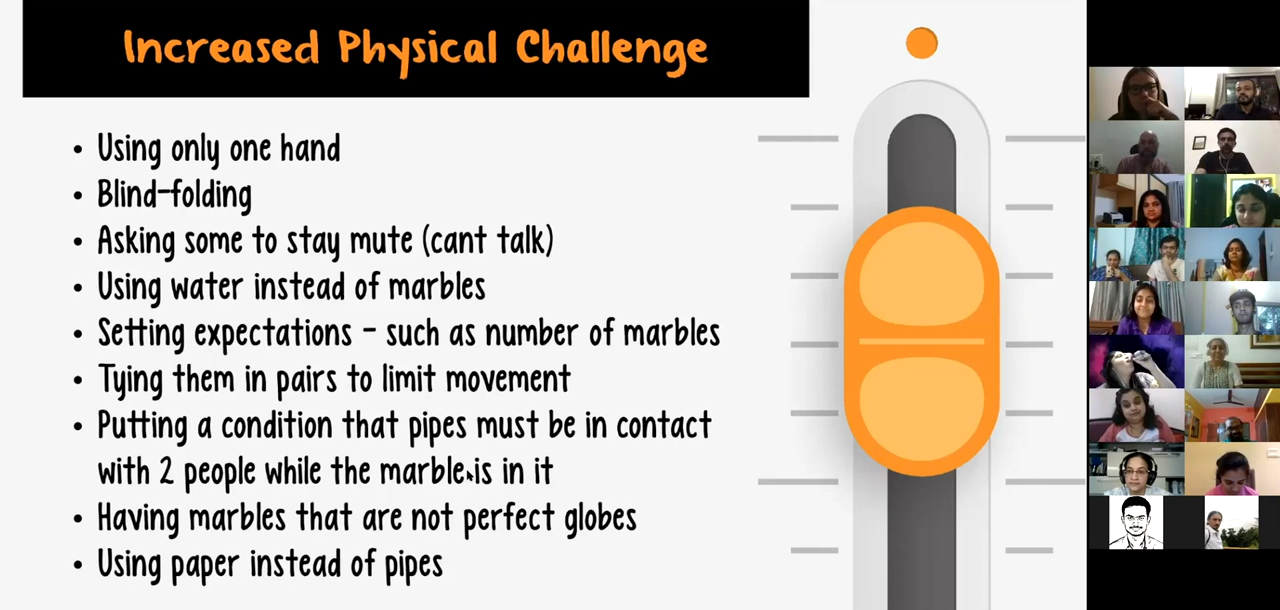 Increased Physical Challenge
• Using only one hand
• Blind-folding
• Asking some to stay mute (cant talk)
• Using water instead of marbles
• Setting expectations - such as number of marbles
• Tying them in pairs to limit movement
• Putting a condition that pipes must be in contact
with 2 people while the marble is in it
• Having marbles that are not perfect globes
• Using paper instead of pipes